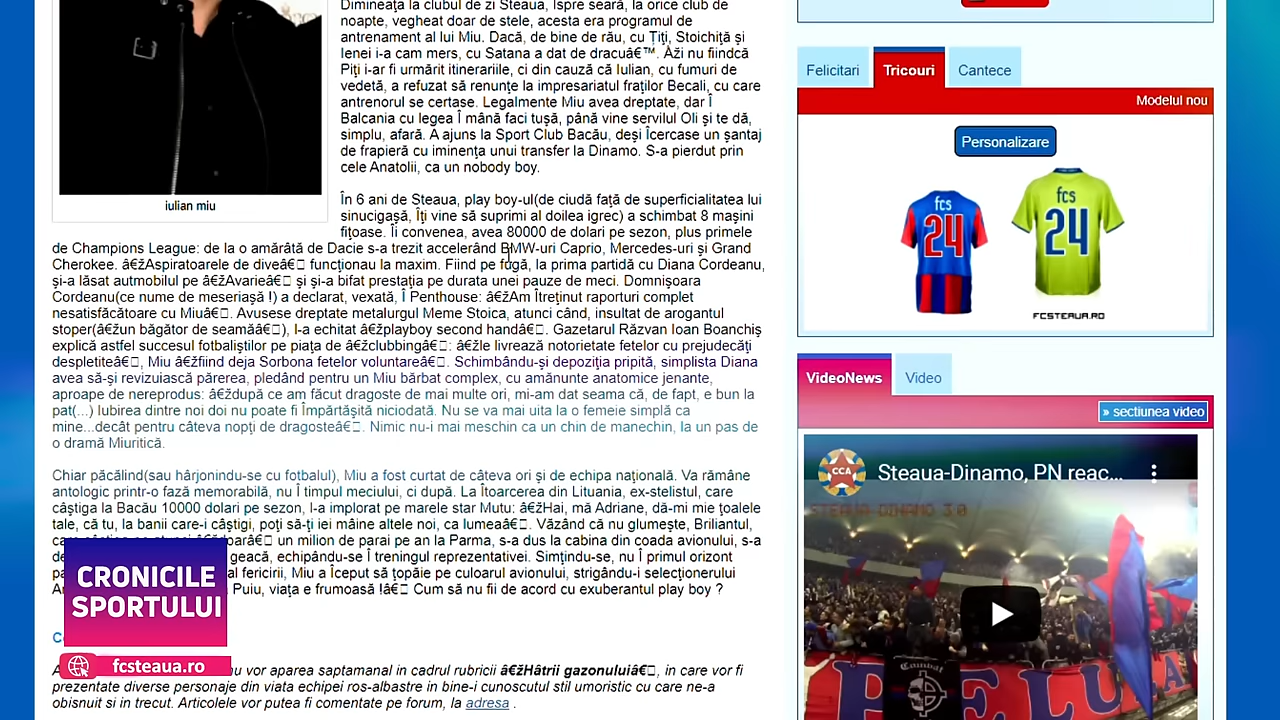 Dimineaţa la clubul de zi Steaua, Ispre seară, la orice club de
noapte, vegheat doar de stele, acesta era programul de
antrenament al lui Miu. Dacă, de bine de rău, cu Ţiţi, Stoichiţă şi
Ienei i-a cam mers, cu Satana a dat de dracuâ€™. Ăži nu fiindcă
Piţi i-ar fi urmărit itinerariile, ci din cauză că Iulian, cu fumuri de
vedetă, a refuzat să renunţe la impresariatul fraţilor Becali, cu care
antrenorul se certase. Legalmente Miu avea dreptate, dar Î
Balcania cu legea Î mână faci tuşă, până vine servilul Oli şi te dă,
simplu, afară. A ajuns la Sport Club Bacău, deşi Îcercase un şantaj
de frapieră cu iminenţa unui transfer la Dinamo. S-a pierdut prin
cele Anatolii, ca un nobody boy.
iulian miu
În 6 ani de Steaua, play boy-ul(de ciudă faţă de superficialitatea lui
sinucigaşă, Îţi vine să suprimi al doilea igrec) a schimbat 8 maşini
fiţoase. Îi convenea, avea 80000 de dolari pe sezon, plus primele
de Champions League: de la o amărâtă de Dacie s-a trezit accelerând BMW-uri Caprio, Mercedes-uri şi Grand
Cherokee. â€žAspiratoarele de diveâ€ funcţionau la maxim. Fiind pe fugă, la prima partidă cu Diana Cordeanu,
şi-a lăsat autmobilul pe â€žAvarieâ€ şi şi-a bifat prestaţia pe durata unei pauze de meci. Domnişoara
Cordeanu(ce nume de meseriaşă !) a declarat, vexată, Î Penthouse: â€žAm Îtreţinut raporturi complet
nesatisfăcătoare cu Miuâ€. Avusese dreptate metalurgul Meme Stoica, atunci când, insultat de arogantul
stoper(â€žun băgător de seamăâ€), l-a echitat â€žplayboy second handâ€. Gazetarul Răzvan Ioan Boanchiş
explică astfel succesul fotbaliştilor pe piaţa de â€žclubbingâ€: â€žle livrează notorietate fetelor cu prejudecăţi
despletiteâ€, Miu â€žfiind deja Sorbona fetelor voluntareâ€. Schimbându-şi depoziţia pripită, simplista Diana
avea să-şi revizuiască părerea, pledând pentru un Miu bărbat complex, cu amănunte anatomice jenante,
aproape de nereprodus: â€ždupă ce am făcut dragoste de mai multe ori, mi-am dat seama că, de fapt, e bun la
pat(...) Iubirea dintre noi doi nu poate fi Împărtăşită niciodată. Nu se va mai uita la o femeie simplă ca
mine...decât pentru câteva nopţi de dragosteâ€. Nimic nu-i mai meschin ca un chin de manechin, la un pas de
o dramă Miuritică.
Chiar păcălind(sau hârjonindu-se cu fotbalul), Miu a fost curtat de câteva ori şi de echipa naţională. Va rămâne
antologic printr-o fază memorabilă, nu Î timpul meciului, ci după. La Îtoarcerea din Lituania, ex-stelistul, care
câştiga la Bacău 10000 dolari pe sezon, l-a implorat pe marele star Mutu: â€žHai, mă Adriane, dă-mi mie ţoalele
tale, că tu, la banii care-i câştigi, poţi să-ţi iei mâine altele noi, ca lumeaâ€. Văzând că nu glumeşte, Briliantul,
un milion de parai pe an la Parma, s-a dus la cabina din coada avionului, s-a
geacă, echipându-se Î treningul reprezentativei. Simţindu-se, nu Î primul orizont
al fericirii, Miu a Îceput să ţopăie pe culoarul avionului, strigându-i selecţionerului
Puiu, viaţa e frumoasă !â€ Cum să nu fii de acord cu exuberantul play boy ?
CRONICILE
SPORTULUI
fcsteaua.ro
vor aparea saptamanal in cadrul rubricii â€žHâtrii gazonuluiâ€, in care vor fi
prezentate diverse personaje din viata echipei ros-albastre in bine-i cunoscutul stil umoristic cu care ne-a
obisnuit si in trecut. Articolele vor putea fi comentate pe forum, la adresa .
Felicitari Tricouri Cantece
Modelul nou
Personalizare
fcs
24
fcs
24
FCSTEAUA.RO
VideoNews Video
» sectiunea video
CCA
Steaua-Dinamo, PN reac...
STEAUA DINAMO 3 0
Combat